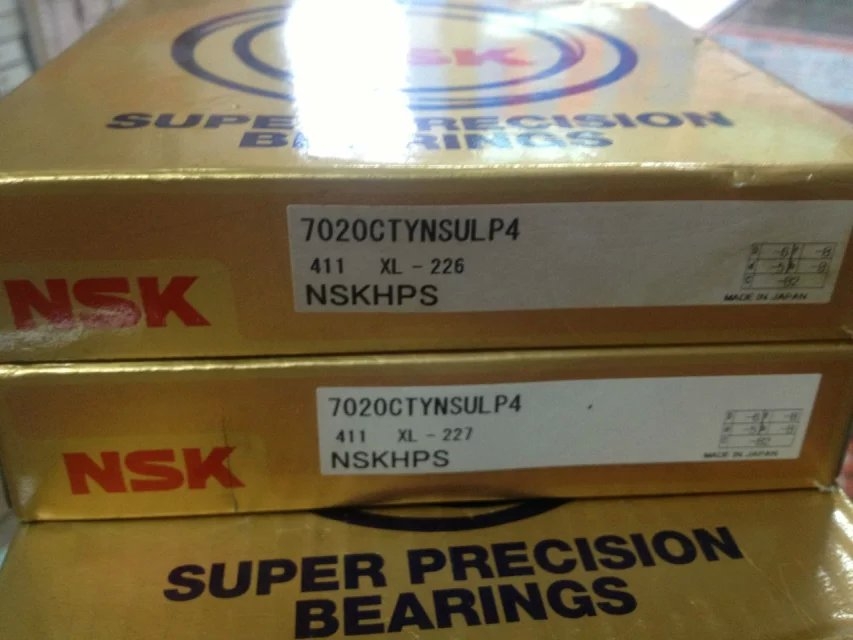 NSK
SUPER PRECISION
BEARINGS
7020CTYNSULP4
411 XL-226
NSKHPS
MADE IN JAPAN
NSK
7020CTYNSULP4
411 XL-227
NSKHPS
MADE IN JAPAN
NSK
SUPER PRECISION
BEARINGS